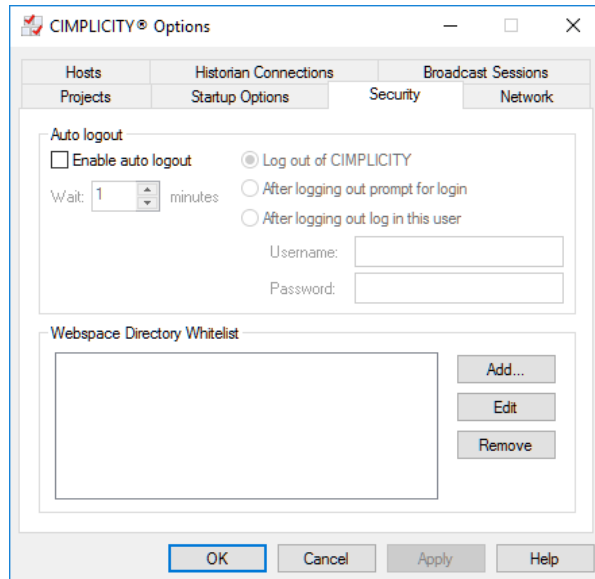 CIMPLICITY® Options
Hosts Historian Connections Broadcast Sessions
Projects Startup Options Security Network
Auto logout
Enable auto logout Log out of CIMPLICITY
Wait: 1 minutes After logging out prompt for login
After logging out log in this user
Username:
Password:
Webspace Directory Whitelist
Add...
Edit
Remove
OK Cancel Apply Help